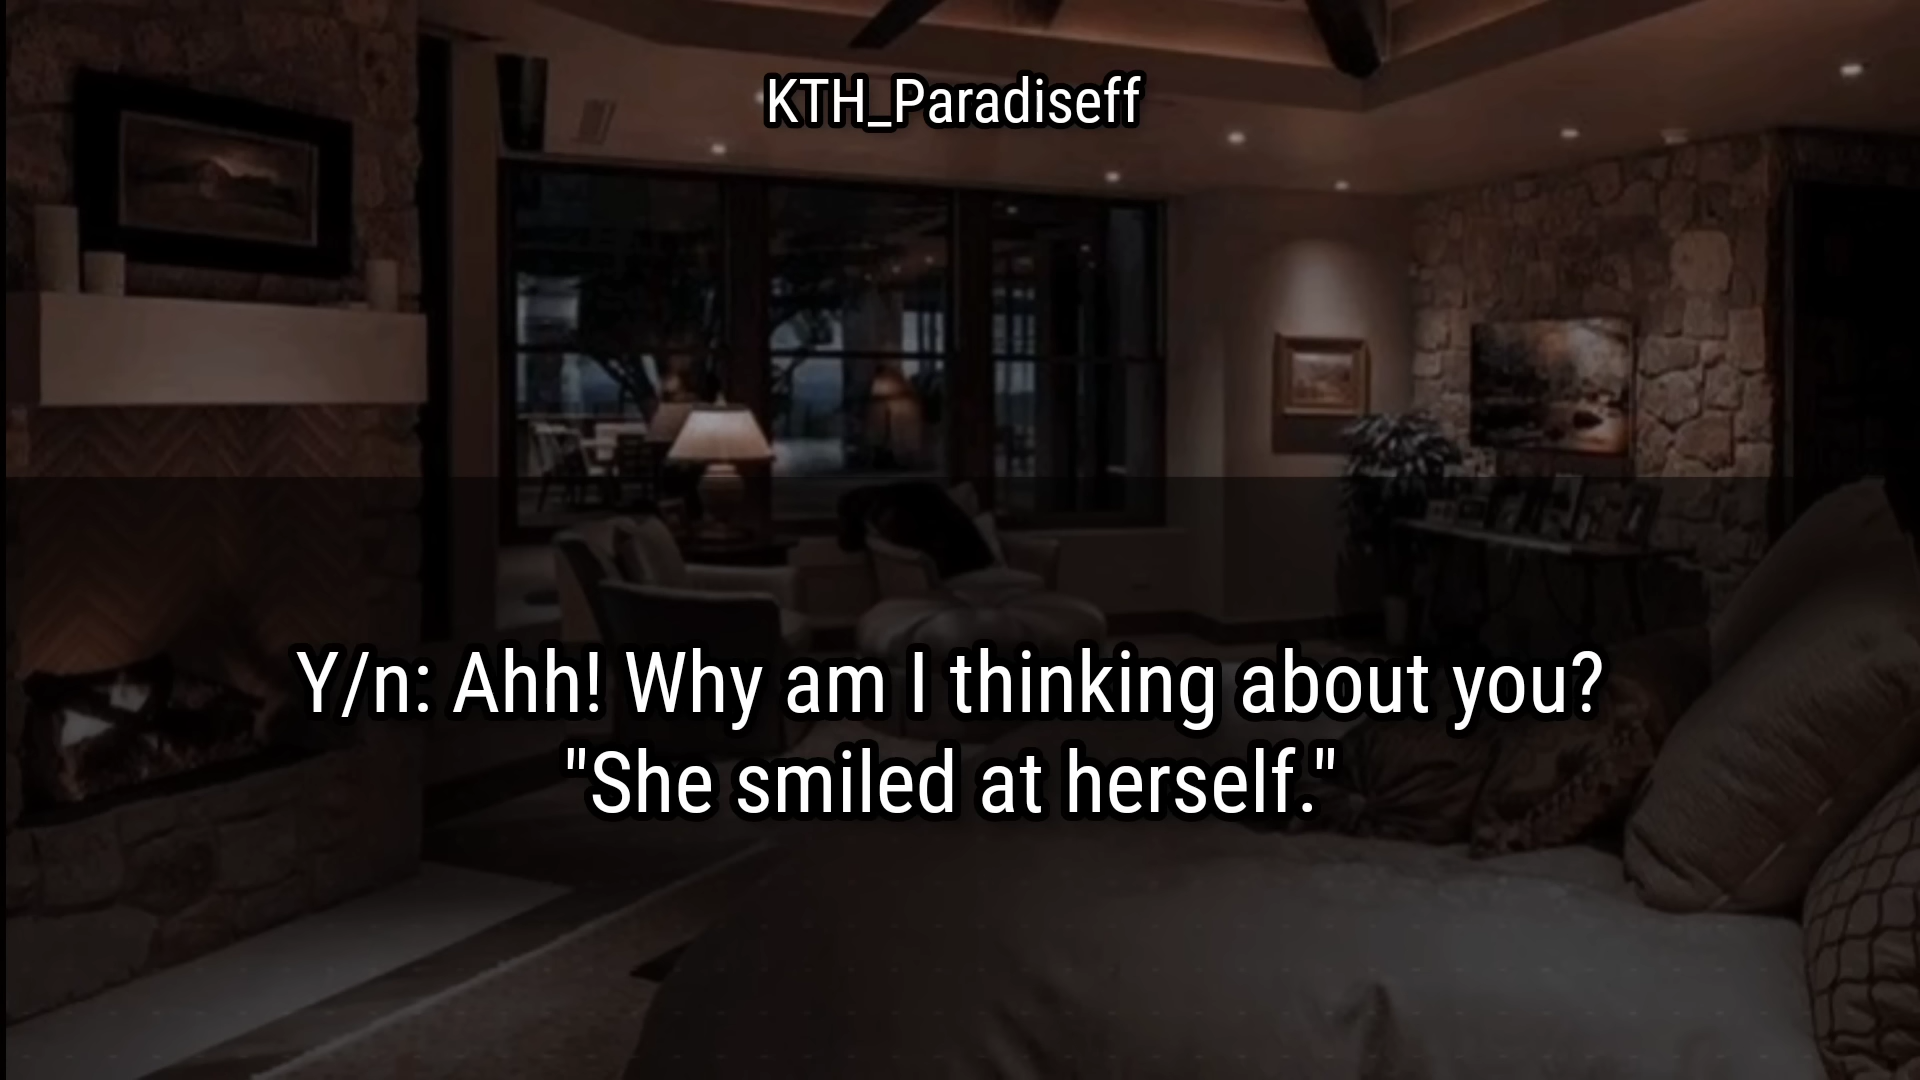 KTH_Paradiseff
Y/n: Ahh! Why am I thinking about you?
"She smiled at herself."